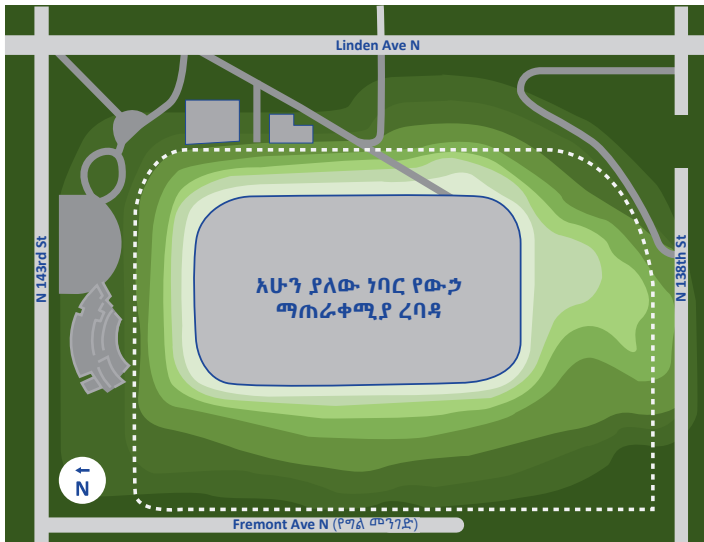 Linden Ave N
N 143rd St
አሁን ያለው ነባር የውኃ
ማጠራቀሚያ ረባዳ
N 138th St
N
Fremont Ave N (የግል መንገድ)